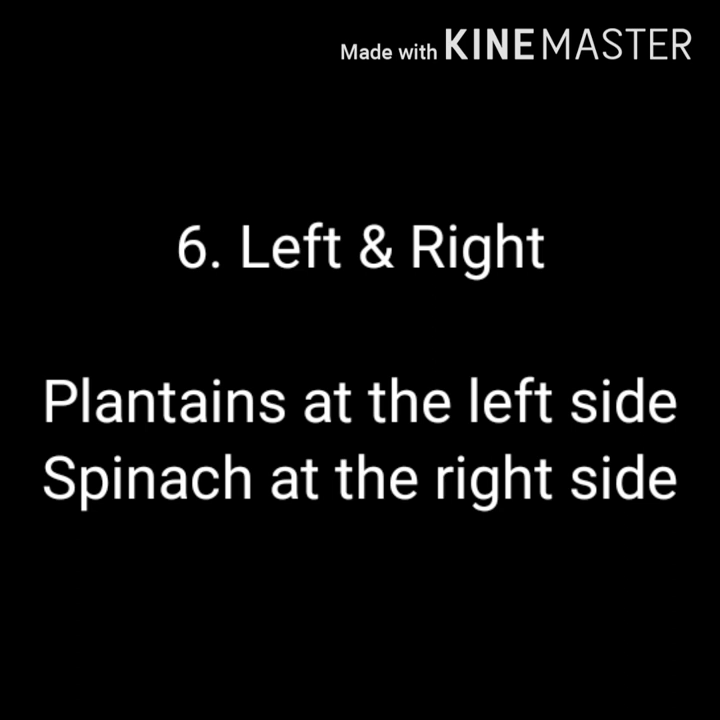 Made with KINEMASTER
6. Left & Right
Plantains at the left side
Spinach at the right side